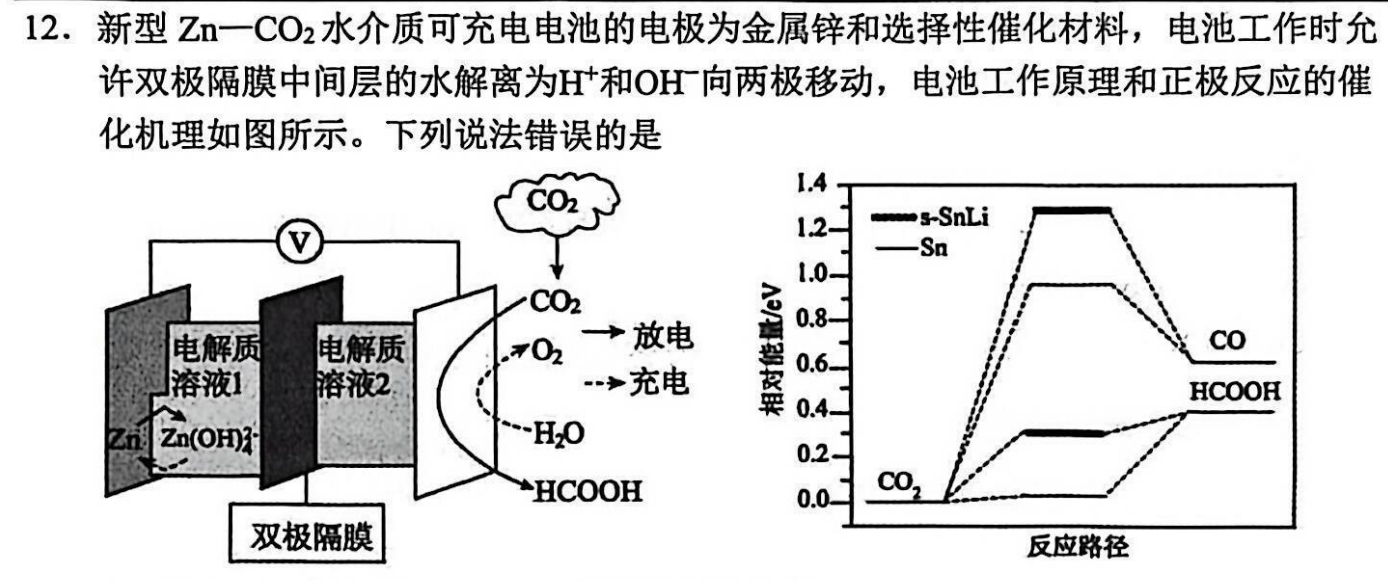 12. 新型 Zn—CO₂水介质可充电电池的电极为金属锌和选择性催化材料，电池工作时允
许双极隔膜中间层的水解离为H⁺和OH⁻向两极移动，电池工作原理和正极反应的催
化机理如图所示。下列说法错误的是
CO₂
V
CO₂
电解质
溶液1
电解质
溶液2
O₂
放电
充电
Zn
Zn(OH)₄²⁻
H₂O
HCOOH
双极隔膜
1.4
1.2
1.0
0.8
0.6
0.4
0.2
0.0
相对能量/eV
s-SnLi
Sn
CO
HCOOH
CO₂
反应路径